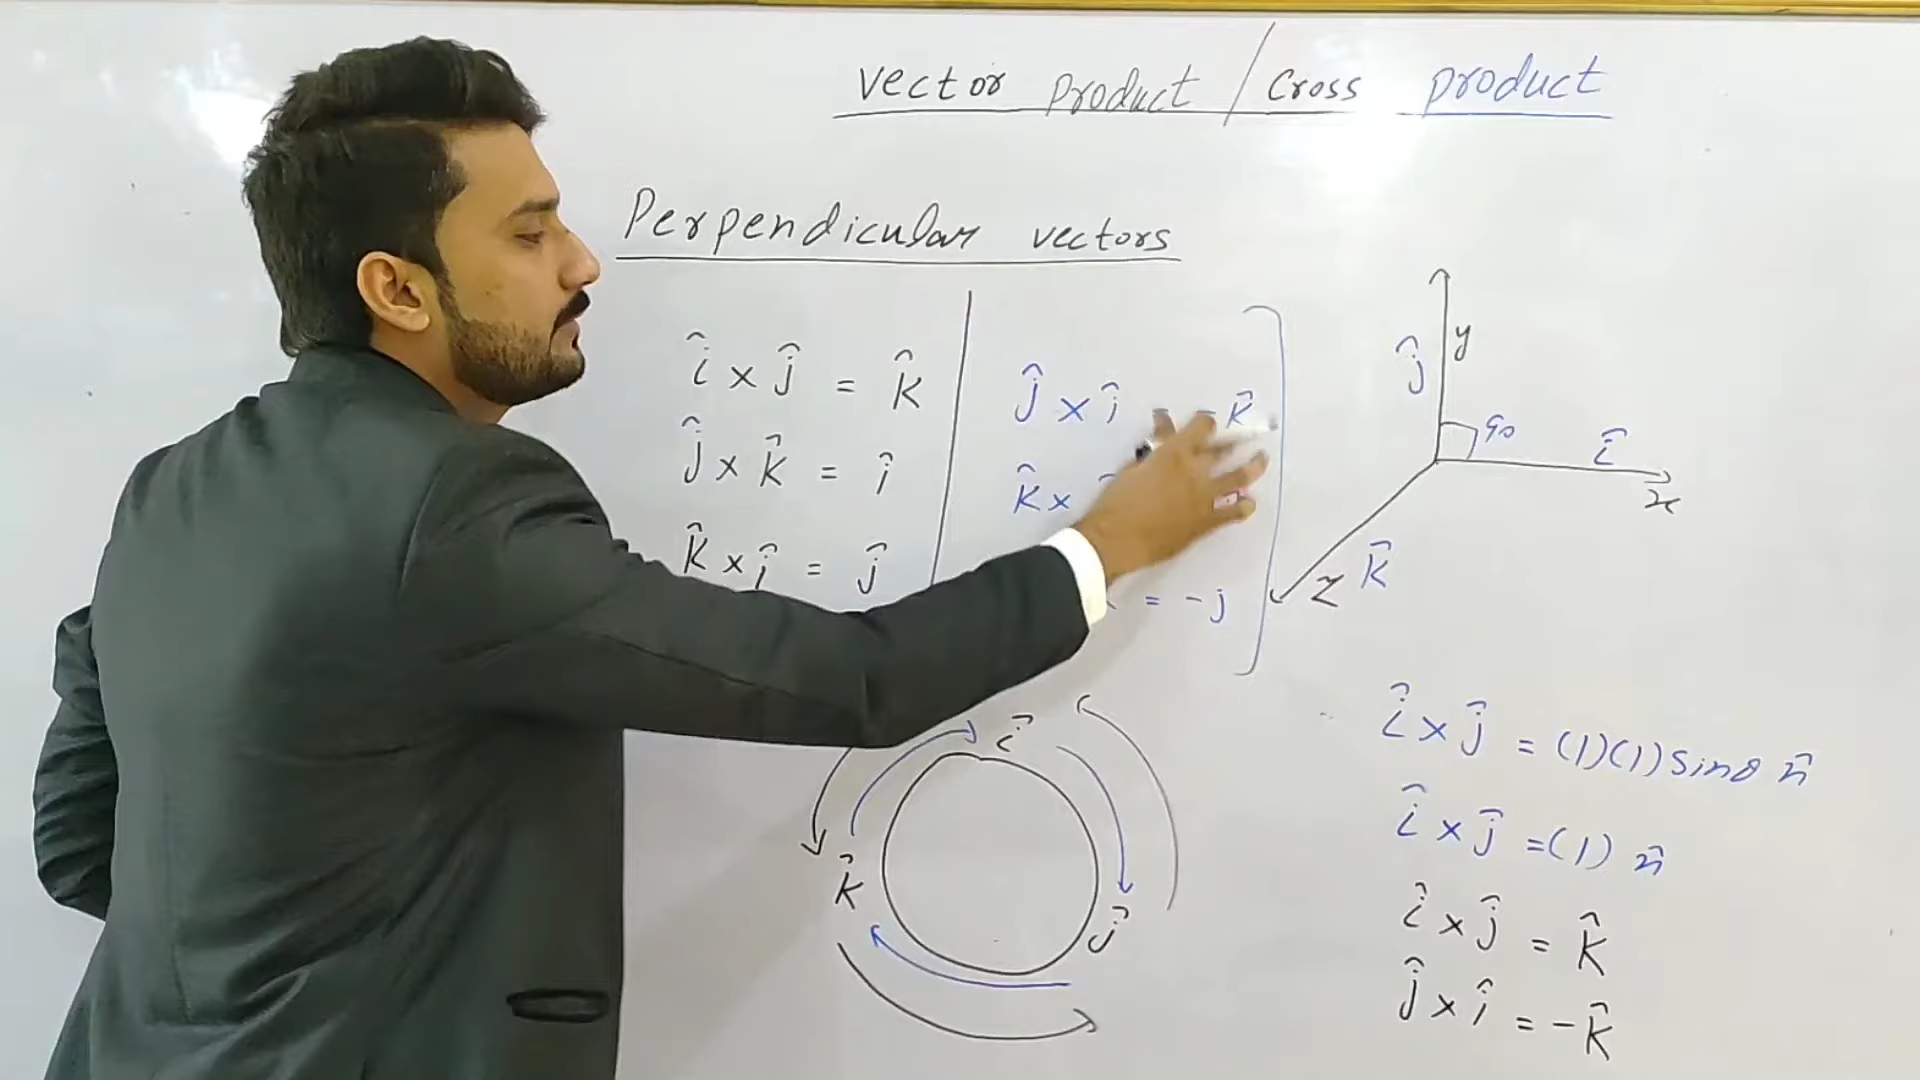 vector product / Cross product
Perpendicular vectors
î × ĵ = k̂
ĵ × k̂ = î
k̂ × î = ĵ
ĵ × î = -k̂
k̂ ×
= -j
ĵ
y
90
î
x
k̂
z
î
k̂
ĵ
î × ĵ = (1)(1) Sinθ n̂
î × ĵ = (1) n̂
î × ĵ = k̂
ĵ × î = -k̂